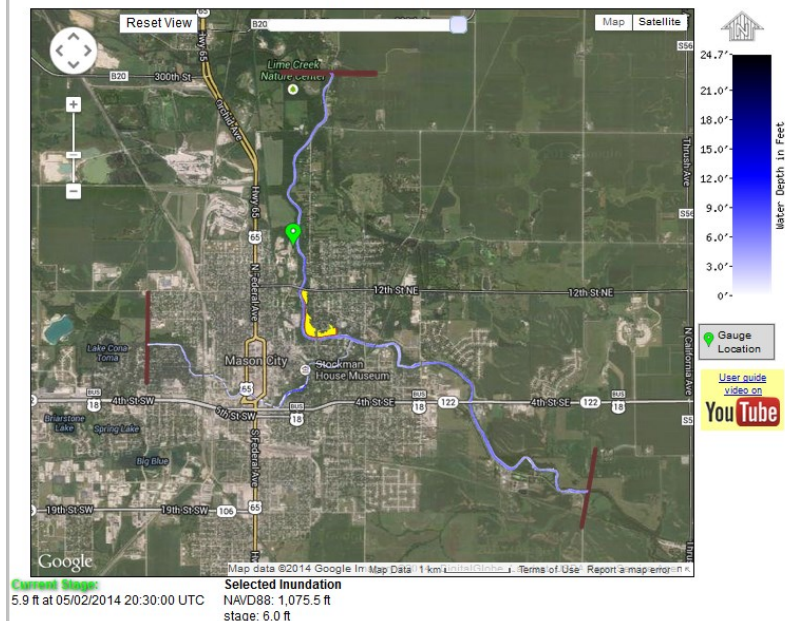 Reset View
B20
Map Satellite
65
Hwy 65
Lime Creek
Nature Center
B20 300th St
Orchid Ave
S56
Thrush Ave
Hwy 65
65
S56
N Federal Ave
12th St NE
12th St NE
N California Ave
Lake Cona
Toma
Mason City
Stockman
House Museum
65
BUS
18
4th St SW
5th St SW
BUS
18
4th St SE
BUS
18
122
4th St SE
122
BUS
18
Briarstone
Lake
Spring Lake
S Federal Ave
Big Blue
19th St SW
19th St SW
106
65
Google
Map data ©2014 Google
Map Data
1 km
DigitalGlobe
Terms of Use
Report a map error
N
24.7'
21.0'
18.0'
15.0'
12.0'
9.0'
6.0'
3.0'
0'
Water Depth in Feet
Gauge
Location
User guide
video on
YouTube
Current Stage:
5.9 ft at 05/02/2014 20:30:00 UTC
Selected Inundation
NAVD88: 1,075.5 ft
stage: 6.0 ft